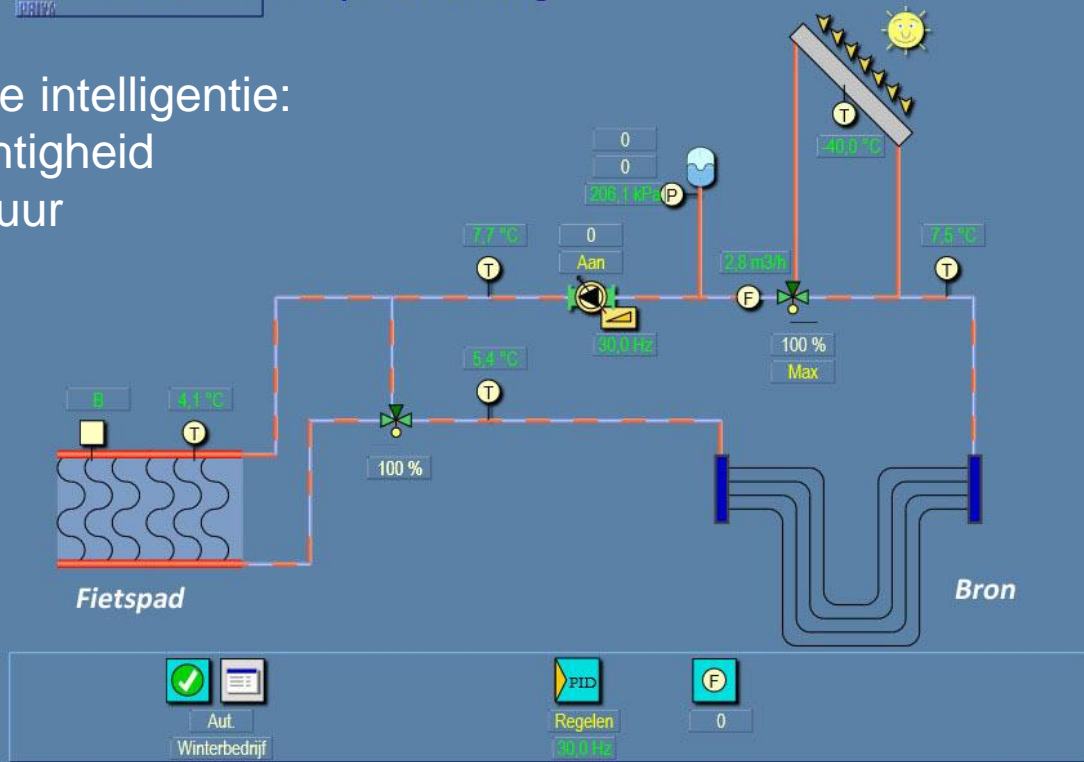 PRIVA
e intelligentie:
ntigheid
uur
0
0
206,1 kPa
P
T
-40,0 °C
7,7 °C
T
0
Aan
30,0 Hz
2,8 m3/h
F
7,5 °C
T
100 %
Max
5,4 °C
T
B
4,1 °C
T
100 %
Fietspad
Bron
Aut.
Winterbedrijf
PID
Regelen
30,0 Hz
F
0